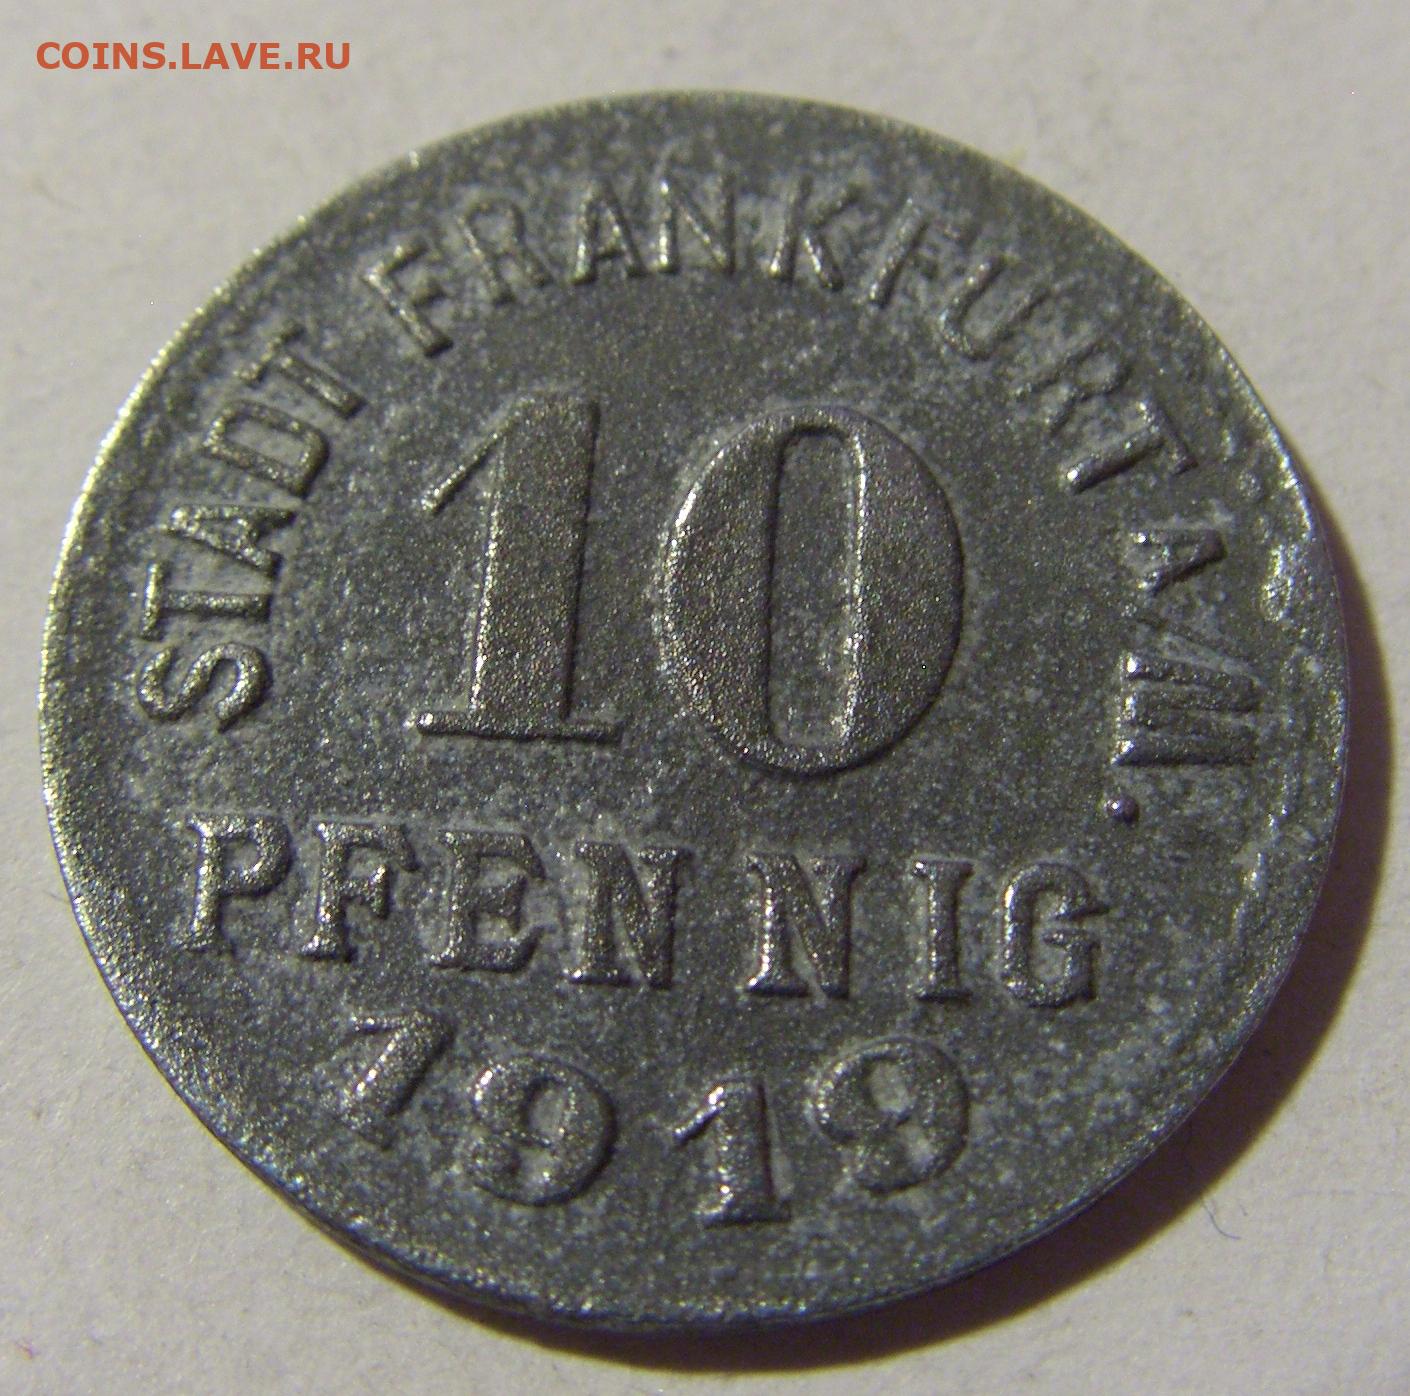 COINS.LAVE.RU
STADT FRANKFURT A/M.
10
PFENNIG
1919